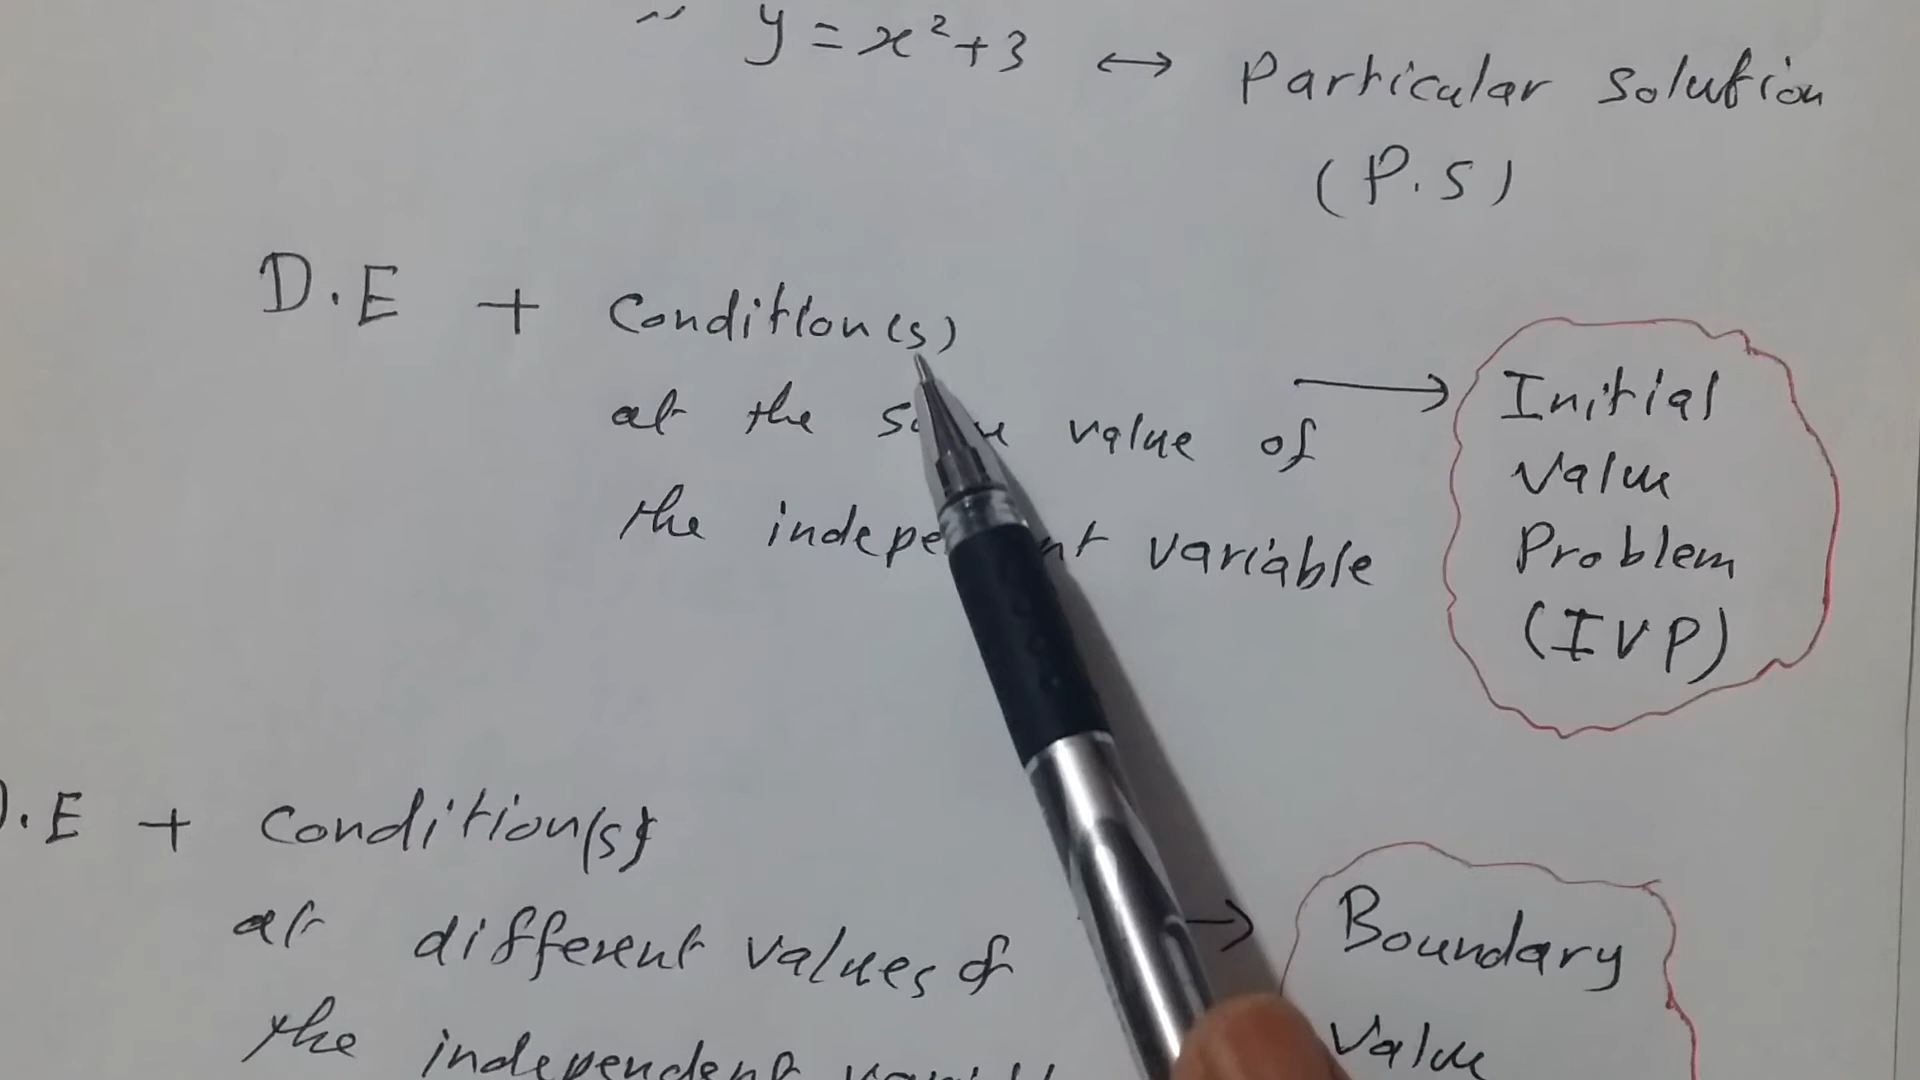 y = x² + 3 ↔ Particular solution
(P.S)
D.E + Condition(s)
at the value of
the variable
→ Initial
Value
Problem
(IVP)
.E + Condition(s)
at different values of
the independent
→ Boundary
Value